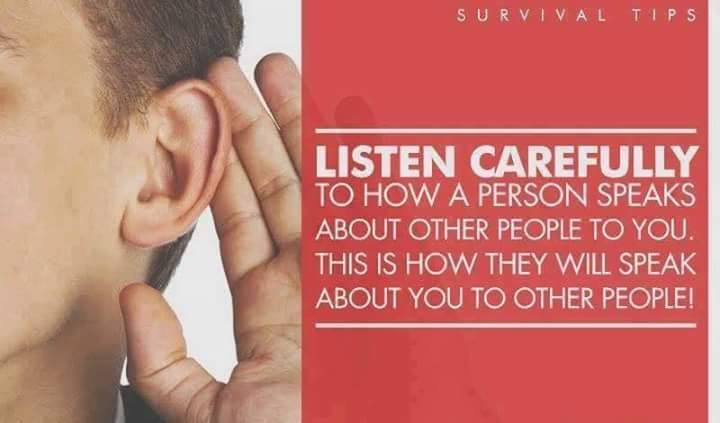 SURVIVAL TIPS
LISTEN CAREFULLY
TO HOW A PERSON SPEAKS
ABOUT OTHER PEOPLE TO YOU.
THIS IS HOW THEY WILL SPEAK
ABOUT YOU TO OTHER PEOPLE!